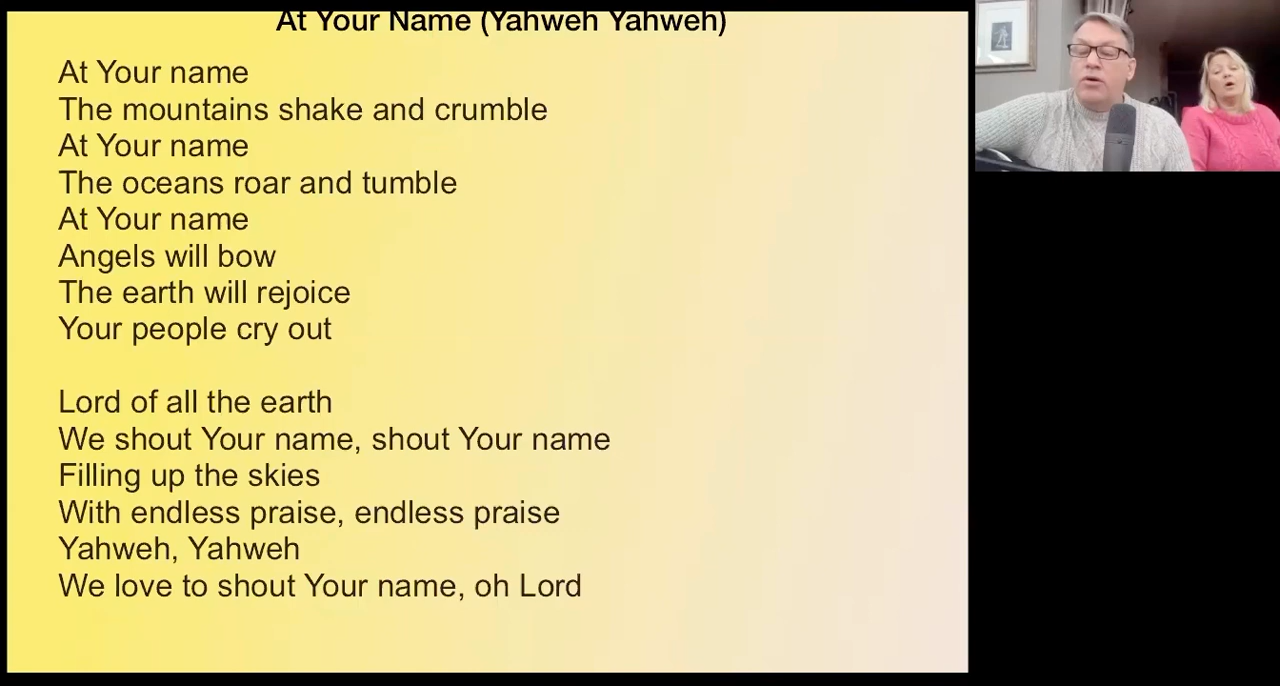 At Your Name (Yahweh Yahweh)
At Your name
The mountains shake and crumble
At Your name
The oceans roar and tumble
At Your name
Angels will bow
The earth will rejoice
Your people cry out
Lord of all the earth
We shout Your name, shout Your name
Filling up the skies
With endless praise, endless praise
Yahweh, Yahweh
We love to shout Your name, oh Lord